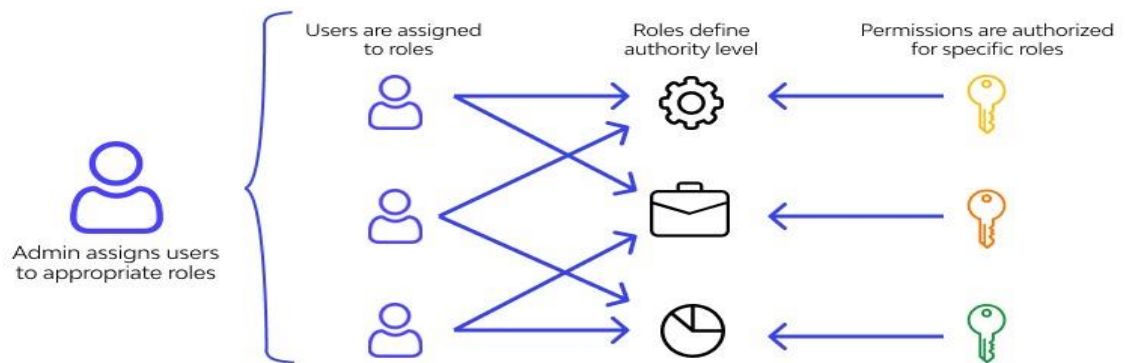 Users are assigned
to roles
Roles define
authority level
Permissions are authorized
for specific roles
Admin assigns users
to appropriate roles